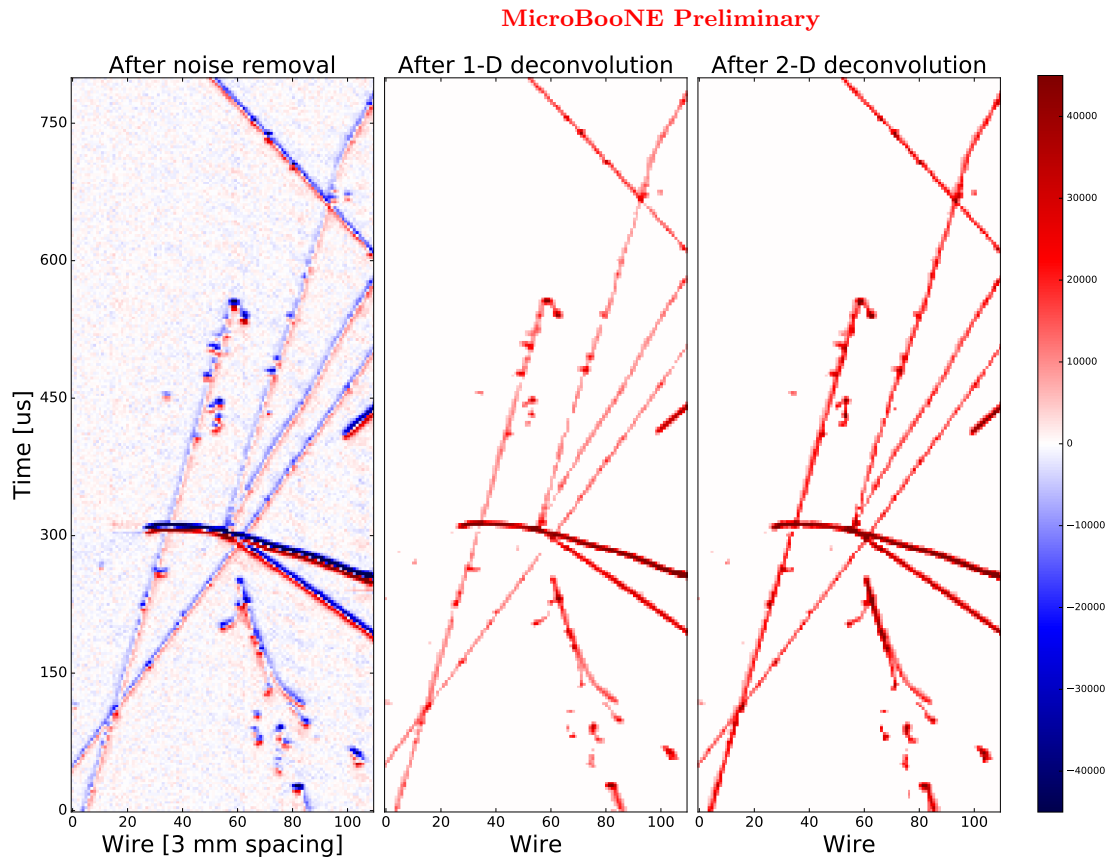 MicroBooNE Preliminary
After noise removal
After 1-D deconvolution
After 2-D deconvolution
Time [us]
750
600
450
300
150
0
0 20 40 60 80 100
0 20 40 60 80 100
0 20 40 60 80 100
Wire [3 mm spacing]
Wire
Wire
40000
30000
20000
10000
0
−10000
−20000
−30000
−40000